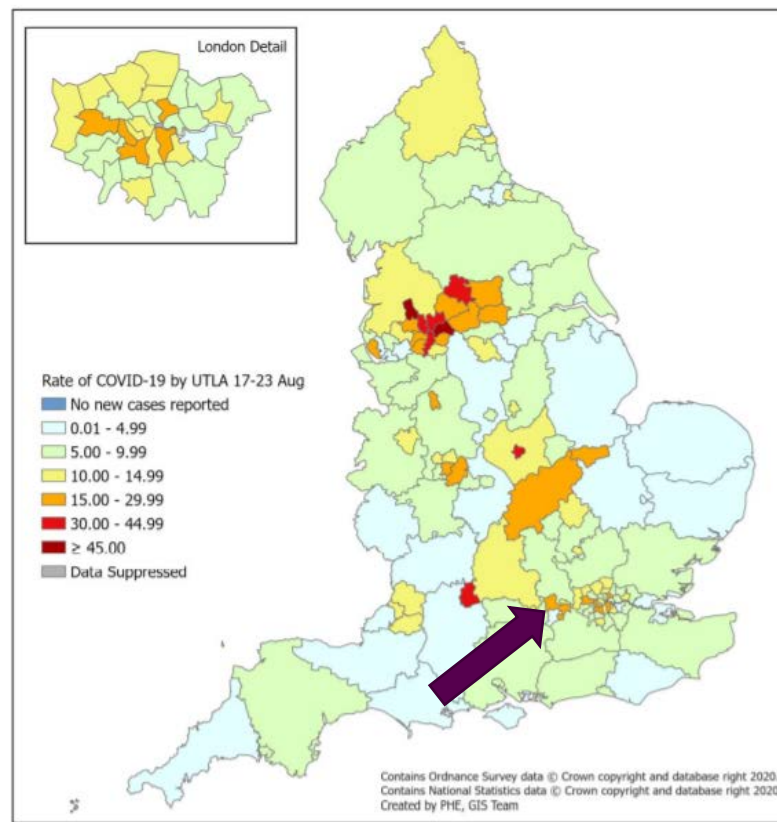 London Detail
Rate of COVID-19 by UTLA 17-23 Aug
No new cases reported
0.01 - 4.99
5.00 - 9.99
10.00 - 14.99
15.00 - 29.99
30.00 - 44.99
≥ 45.00
Data Suppressed
Contains Ordnance Survey data © Crown copyright and database right 2020.
Contains National Statistics data © Crown copyright and database right 2020
Created by PHE, GIS Team